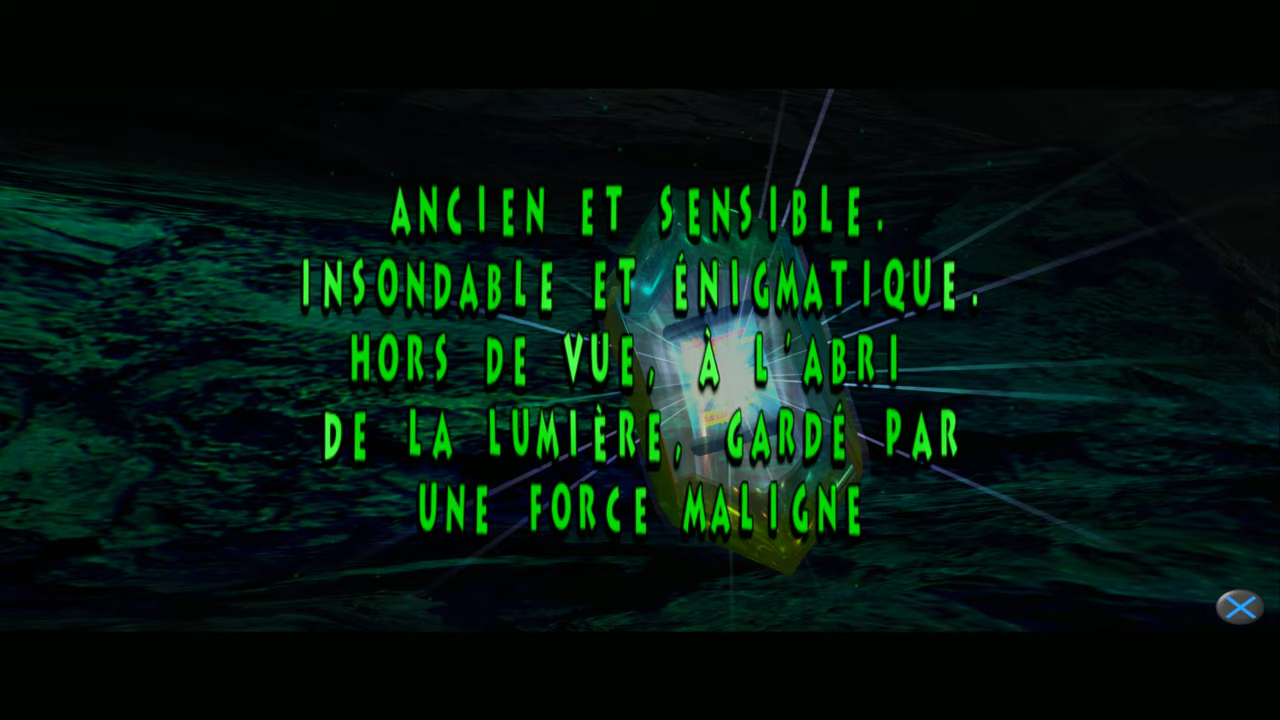 ANCIEN ET SENSIBLE.
INSONDABLE ET ÉNIGMATIQUE.
HORS DE VUE, À L'ABRI
DE LA LUMIÈRE, GARDÉ PAR
UNE FORCE MALIGNE